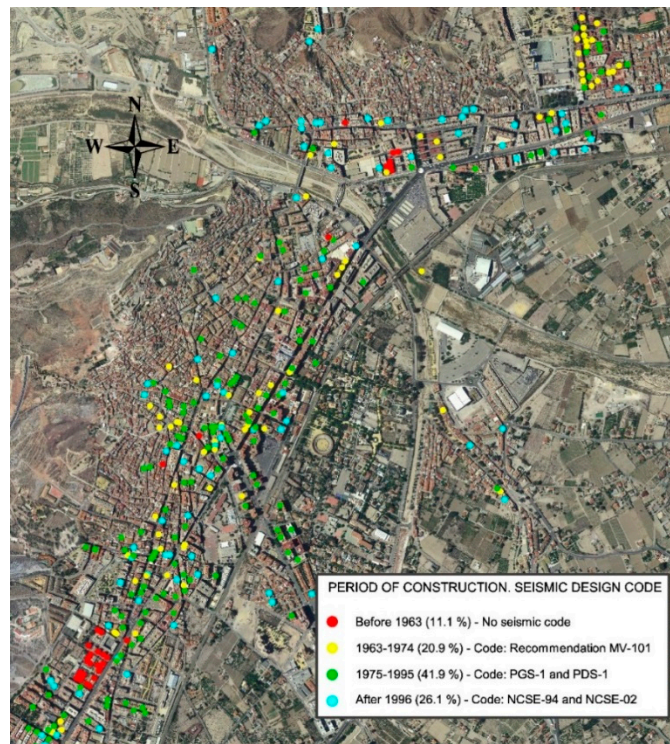 N
W E
S
PERIOD OF CONSTRUCTION. SEISMIC DESIGN CODE
Before 1963 (11.1 %) - No seismic code
1963-1974 (20.9 %) - Code: Recommendation MV-101
1975-1995 (41.9 %) - Code: PGS-1 and PDS-1
After 1996 (26.1 %) - Code: NCSE-94 and NCSE-02